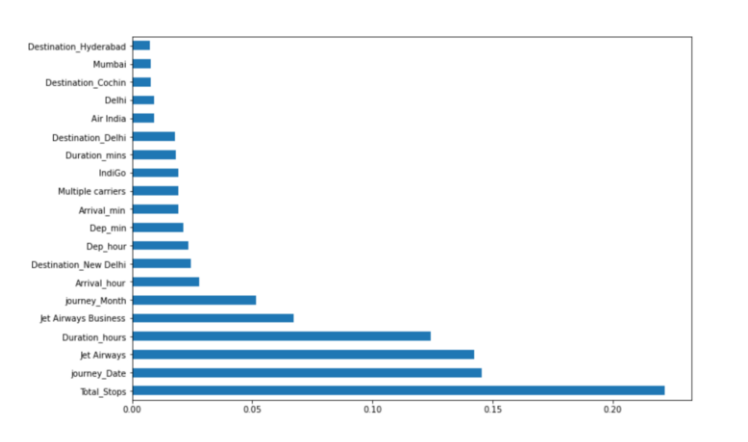 Destination_Hyderabad
Mumbai
Destination_Cochin
Delhi
Air India
Destination_Delhi
Duration_mins
IndiGo
Multiple carriers
Arrival_min
Dep_min
Dep_hour
Destination_New Delhi
Arrival_hour
journey_Month
Jet Airways Business
Duration_hours
Jet Airways
journey_Date
Total_Stops
0.00 0.05 0.10 0.15 0.20